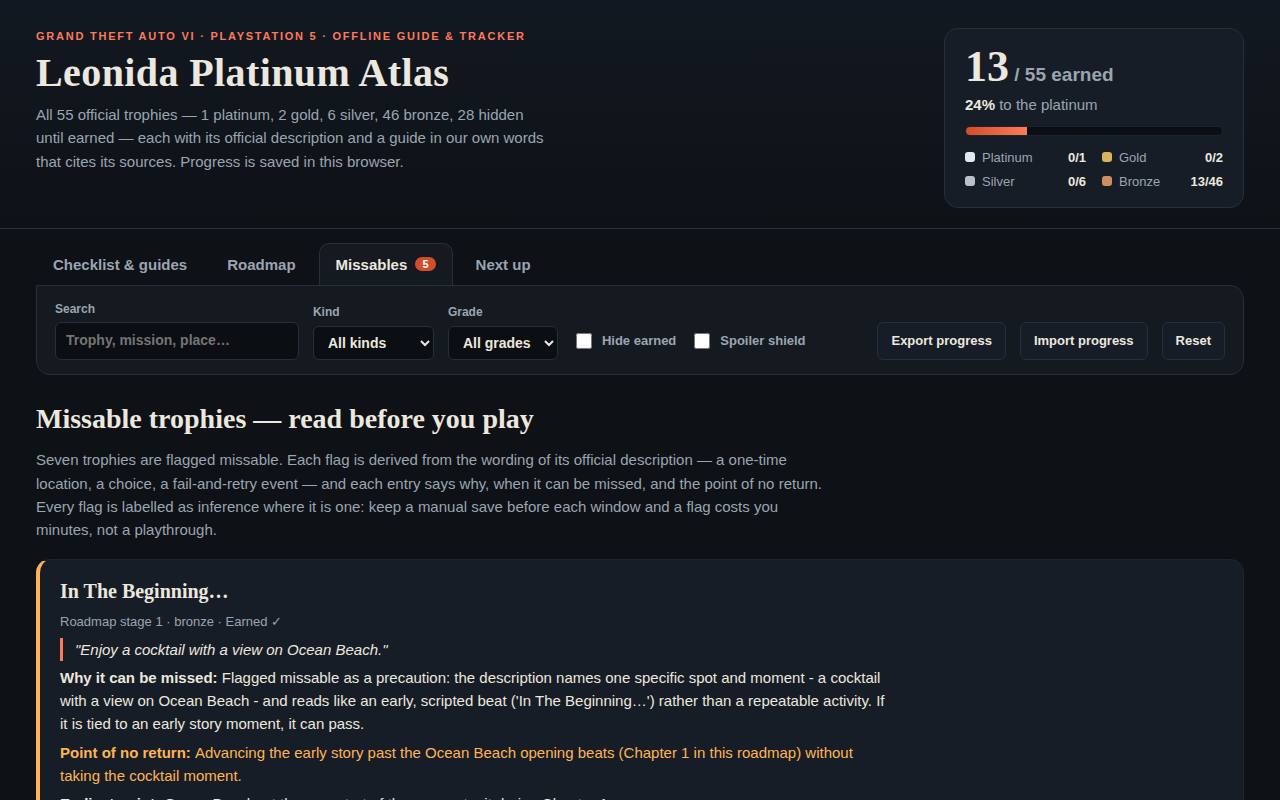 GRAND THEFT AUTO VI · PLAYSTATION 5 · OFFLINE GUIDE & TRACKER
Leonida Platinum Atlas
All 55 official trophies — 1 platinum, 2 gold, 6 silver, 46 bronze, 28 hidden
until earned — each with its official description and a guide in our own words
that cites its sources. Progress is saved in this browser.
13 / 55 earned
24% to the platinum
Platinum 0/1 Gold 0/2
Silver 0/6 Bronze 13/46
Checklist & guides Roadmap Missables 5 Next up
Search Kind Grade
Trophy, mission, place… All kinds All grades Hide earned Spoiler shield Export progress Import progress Reset
Missable trophies — read before you play
Seven trophies are flagged missable. Each flag is derived from the wording of its official description — a one-time
location, a choice, a fail-and-retry event — and each entry says why, when it can be missed, and the point of no return.
Every flag is labelled as inference where it is one: keep a manual save before each window and a flag costs you
minutes, not a playthrough.
In The Beginning…
Roadmap stage 1 · bronze · Earned ✓
"Enjoy a cocktail with a view on Ocean Beach."
Why it can be missed: Flagged missable as a precaution: the description names one specific spot and moment - a cocktail
with a view on Ocean Beach - and reads like an early, scripted beat ('In The Beginning…') rather than a repeatable activity. If
it is tied to an early story moment, it can pass.
Point of no return: Advancing the early story past the Ocean Beach opening beats (Chapter 1 in this roadmap) without
taking the cocktail moment.